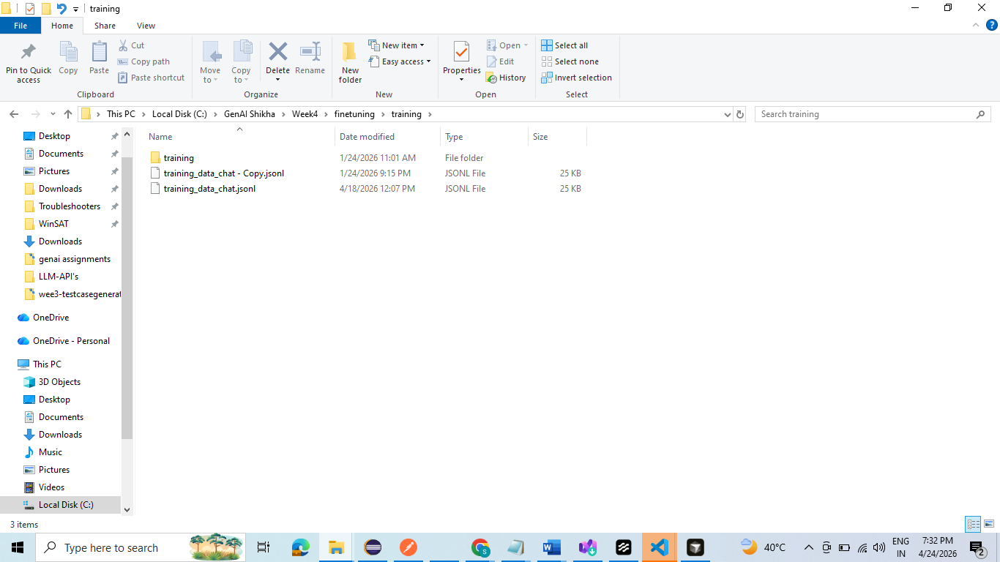 training
File Home Share View
Pin to Quick access
Copy
Paste
Cut
Copy path
Paste shortcut
Clipboard
Move to
Copy to
Delete
Rename
Organize
New folder
New item
Easy access
New
Properties
Open
Edit
History
Open
Select all
Select none
Invert selection
Select
This PC Local Disk (C:) GenAI Shikha Week4 finetuning training
Search training
Desktop
Documents
Pictures
Downloads
Troubleshooters
WinSAT
Downloads
genai assignments
LLM-API's
wee3-testcasegenerat
OneDrive
OneDrive - Personal
This PC
3D Objects
Desktop
Documents
Downloads
Music
Pictures
Videos
Local Disk (C:)
Name Date modified Type Size
training 1/24/2026 11:01 AM File folder
training_data_chat - Copy.jsonl 1/24/2026 9:15 PM JSONL File 25 KB
training_data_chat.jsonl 4/18/2026 12:07 PM JSONL File 25 KB
3 items
Type here to search
40°C
ENG
IN
7:32 PM
4/24/2026
2